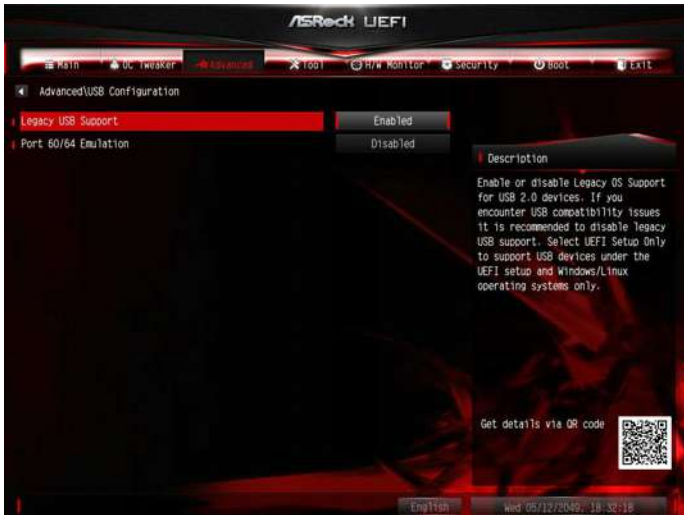 ASRock UEFI
Main OC Tweaker Advanced Tool H/W Monitor Security Boot Exit
Advanced\USB Configuration
Legacy USB Support Enabled
Port 60/64 Emulation Disabled
Description
Enable or disable Legacy OS Support
for USB 2.0 devices. If you
encounter USB compatibility issues
it is recommended to disable legacy
USB support. Select UEFI Setup Only
to support USB devices under the
UEFI setup and Windows/Linux
operating systems only.
Get details via QR code
English Wed 05/12/2049, 18:32:18